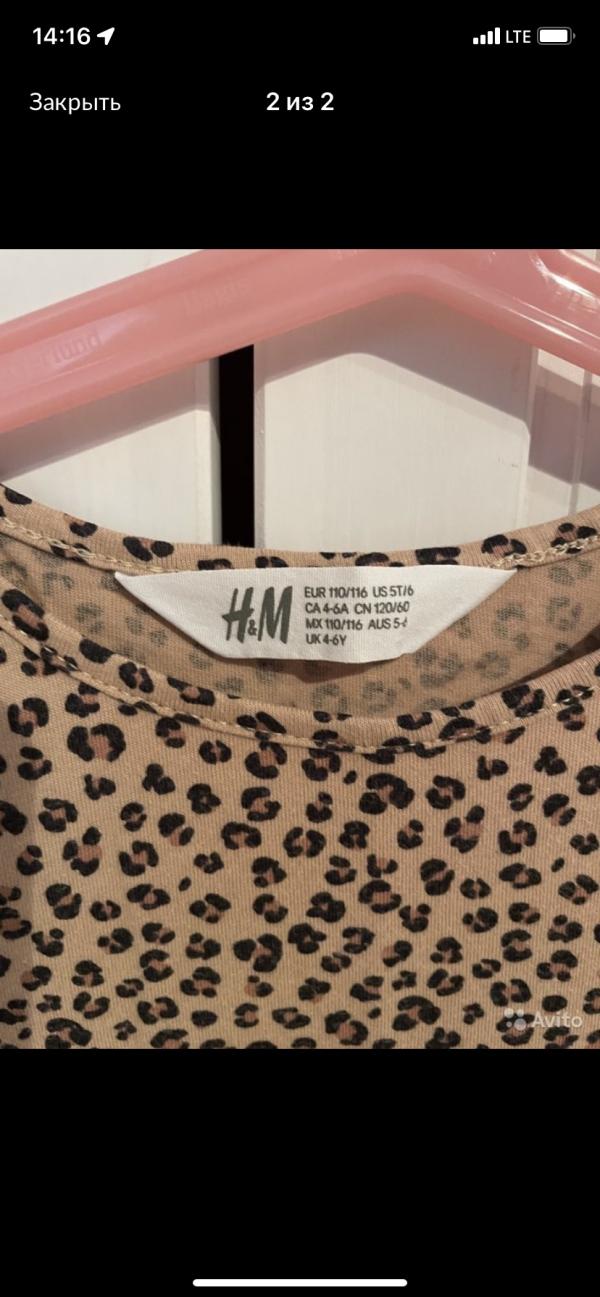 14:16
LTE
Закрыть
2 из 2
H&M
EUR 110/116 US 5T/6
CA 4-6A CN 120/60
MX 110/116 AUS 5-6
UK 4-6Y
Avito